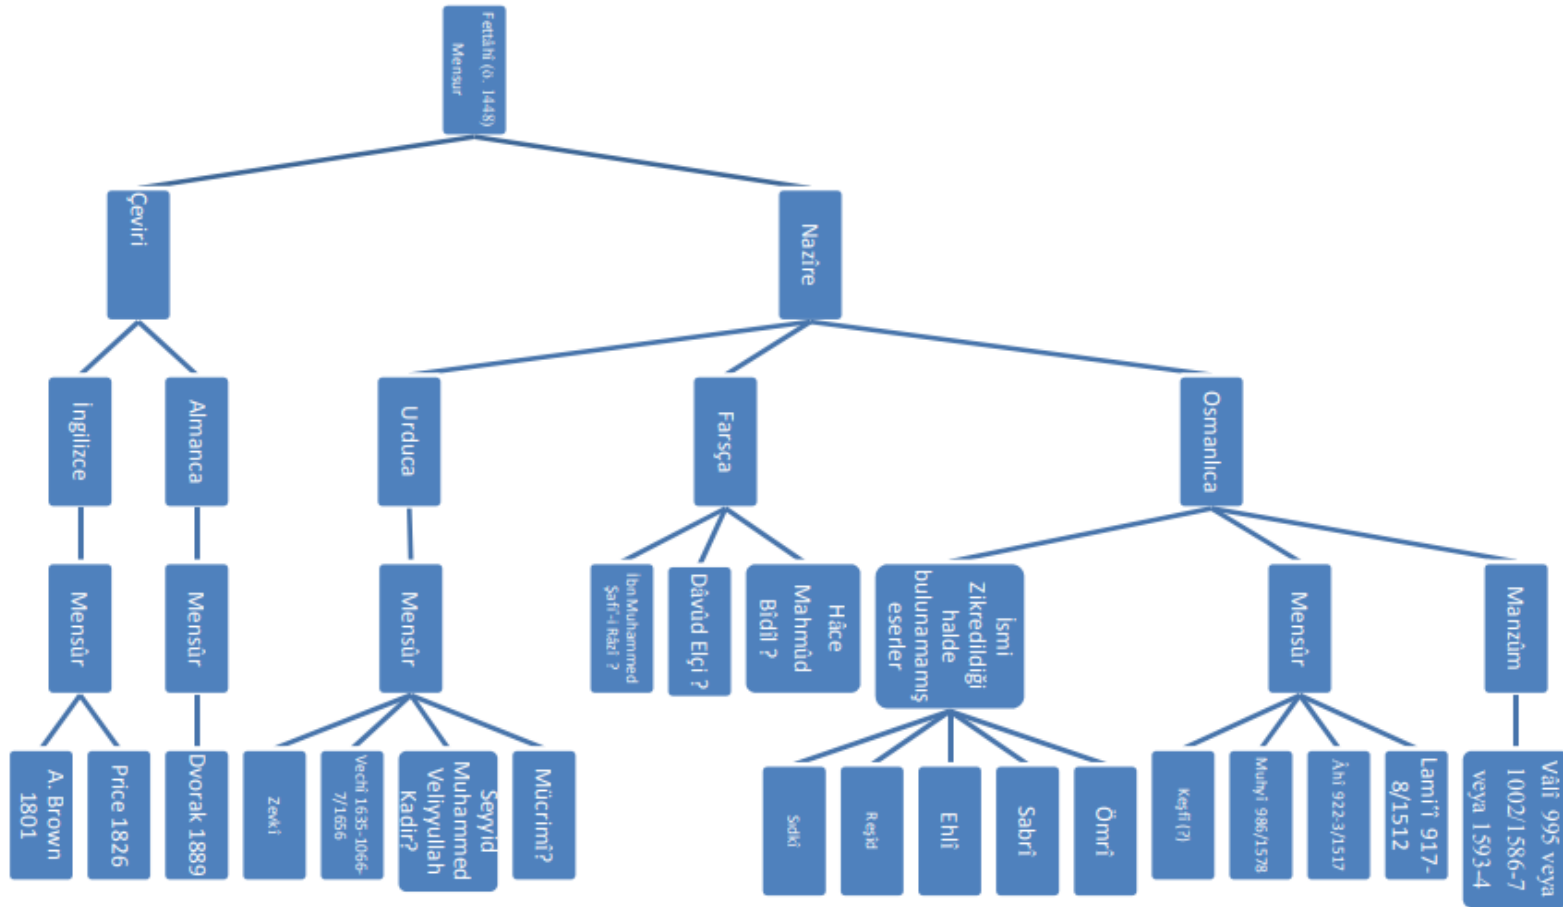 Fettâhî (ö. 1448)
Mensur
Çeviri
Nazîre
İngilizce
Almanca
Urduca
Farsça
Osmanlıca
Mensûr
Mensûr
Mensûr
İbn Muhammed
Şafi'-i Râzî ?
Dâvûd Elçi ?
Hâce
Mahmûd
Bîdîl ?
İsmi
Zikredildiği
halde
bulunamamış
eserler
Mensûr
Manzûm
A. Brown
1801
Price 1826
Dvorak 1889
Zevkî
Vechî 1635-1066-
7/1656
Seyyid
Muhammed
Veliyyullah
Kadir?
Mücrimî?
Sıdkî
Reşîd
Ehlî
Sabrî
Ömrî
Keşfî (?)
Muhyî 986/1578
Âhî 922-3/1517
Lami'î 917-
8/1512
Vâlî 995 veya
1002/1586-7
veya 1593-4